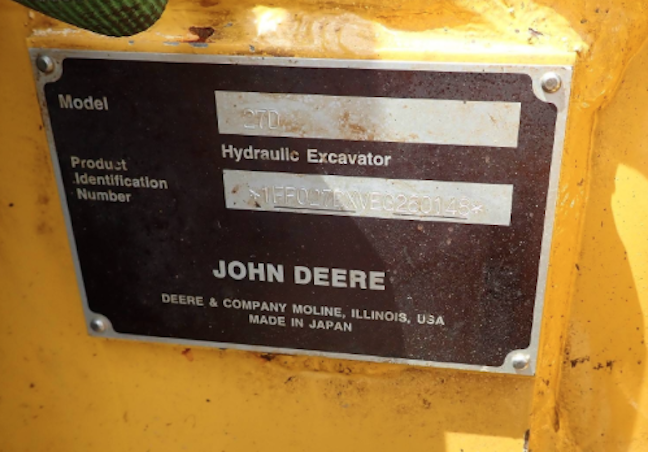 Model
27D
Hydraulic Excavator
Product
Identification
Number
JOHN DEERE
DEERE & COMPANY MOLINE, ILLINOIS, USA
MADE IN JAPAN